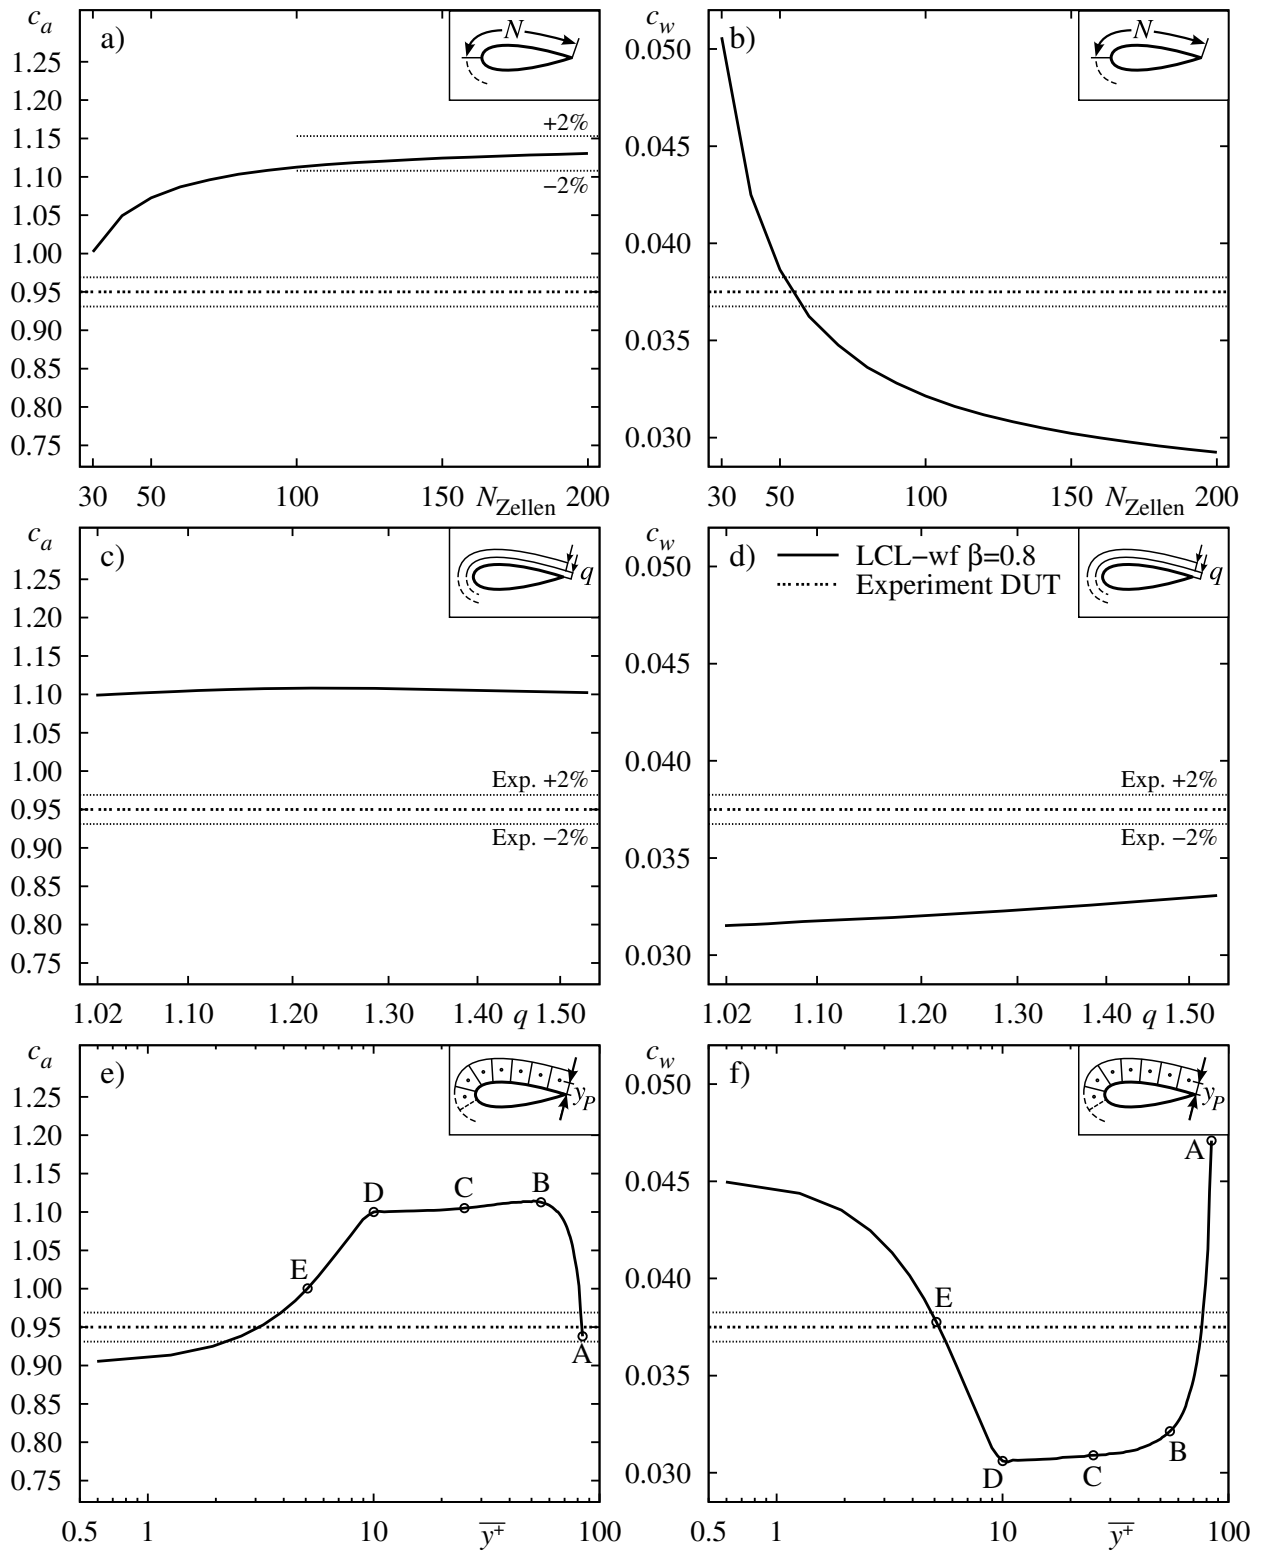 c_a
a)
N
1.25
1.20
1.15
1.10
1.05
1.00
0.95
0.90
0.85
0.80
0.75
+2%
−2%
30 50 100 150 N_Zellen 200
c_w
b)
N
0.050
0.045
0.040
0.035
0.030
30 50 100 150 N_Zellen 200
c_a
c)
q
1.25
1.20
1.15
1.10
1.05
1.00
0.95
0.90
0.85
0.80
0.75
Exp. +2%
Exp. −2%
1.02 1.10 1.20 1.30 1.40 q 1.50
c_w
d)
LCL−wf β=0.8
Experiment DUT
q
0.050
0.045
0.040
0.035
0.030
Exp. +2%
Exp. −2%
1.02 1.10 1.20 1.30 1.40 q 1.50
c_a
e)
y_P
1.25
1.20
1.15
1.10
1.05
1.00
0.95
0.90
0.85
0.80
0.75
D
C
B
E
A
0.5 1 10 y⁺ 100
c_w
f)
y_P
0.050
0.045
0.040
0.035
0.030
A
E
D
C
B
0.5 1 10 y⁺ 100